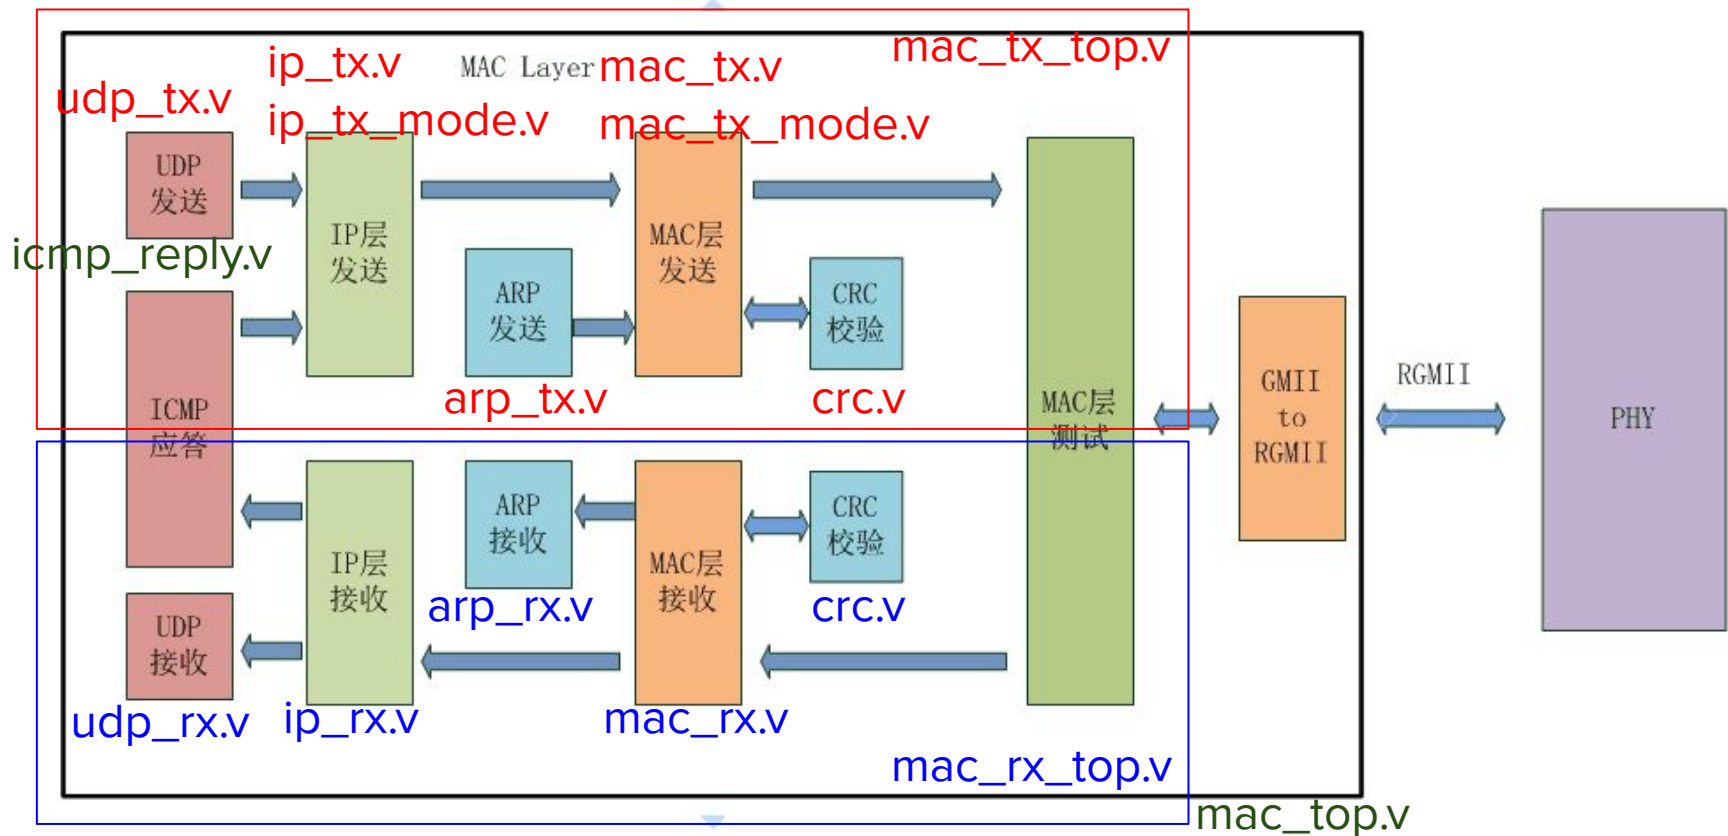 mac_tx_top.v
ip_tx.v
MAC Layer
mac_tx.v
udp_tx.v
ip_tx_mode.v
mac_tx_mode.v
UDP
发送
IP层
发送
MAC层
发送
icmp_reply.v
ARP
发送
CRC
校验
arp_tx.v
crc.v
ICMP
应答
MAC层
测试
GMII
to
RGMII
RGMII
PHY
ARP
接收
CRC
校验
IP层
接收
MAC层
接收
arp_rx.v
crc.v
UDP
接收
udp_rx.v
ip_rx.v
mac_rx.v
mac_rx_top.v
mac_top.v